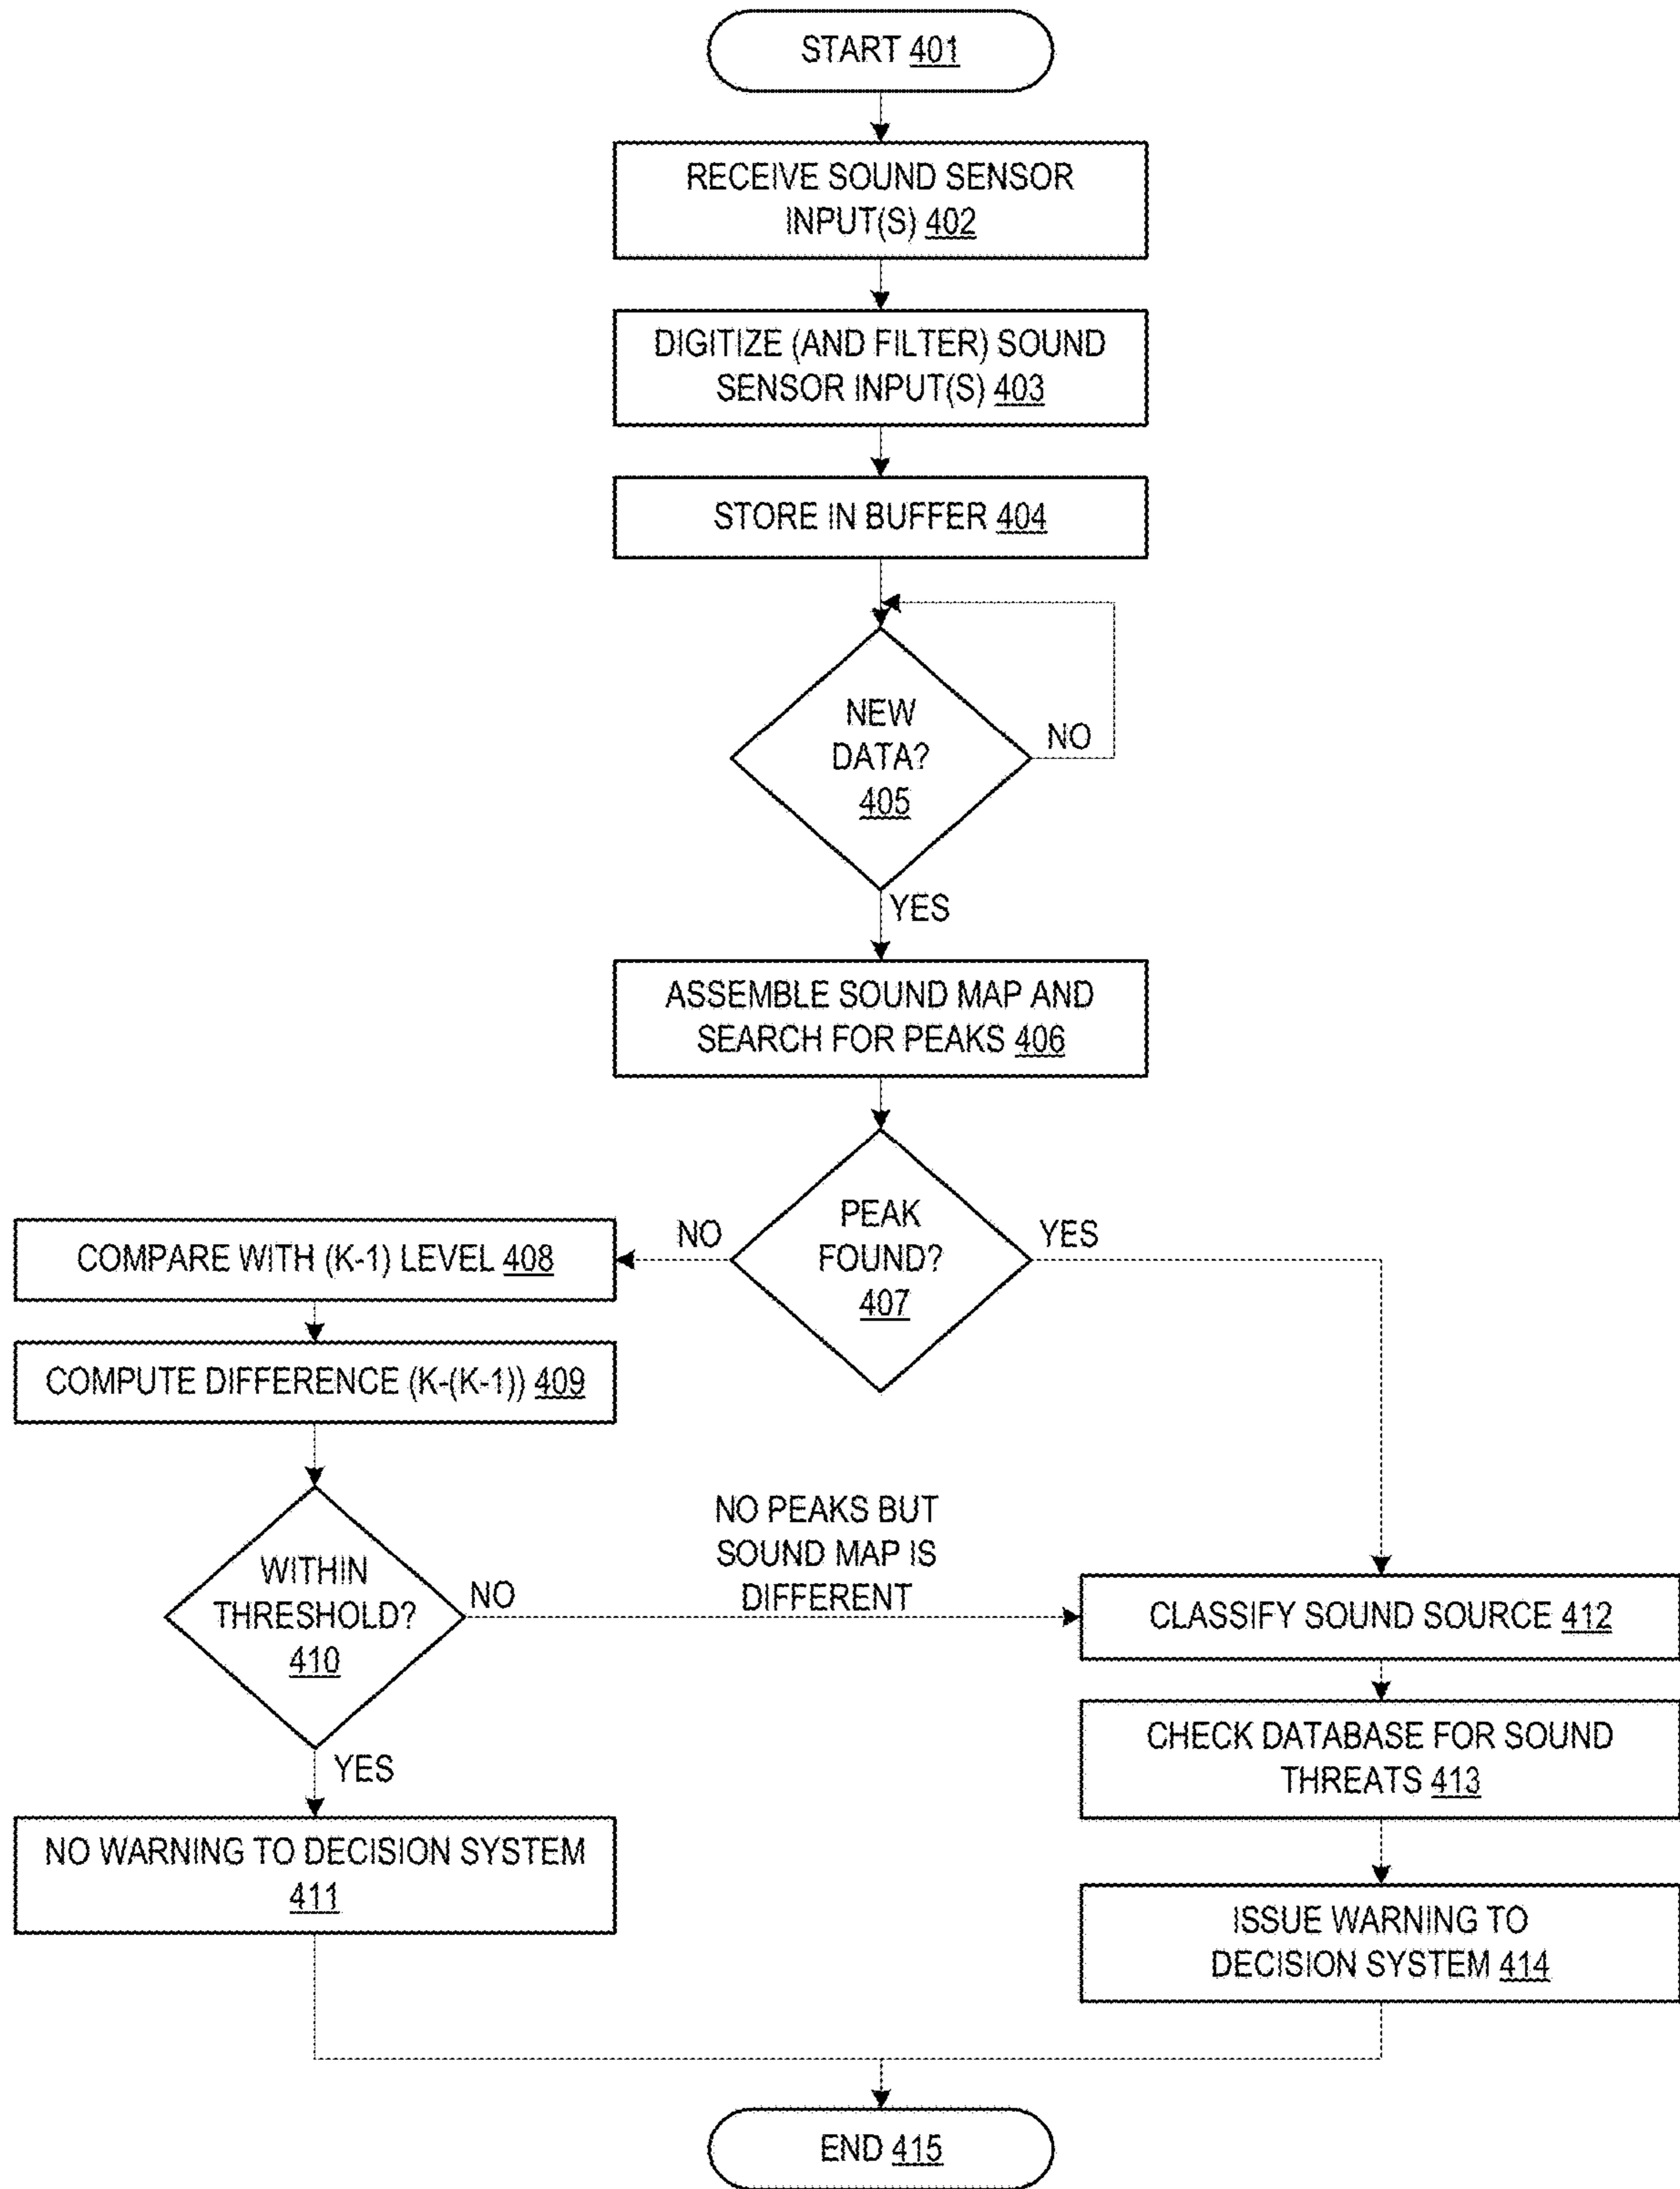 START 401
RECEIVE SOUND SENSOR
INPUT(S) 402
DIGITIZE (AND FILTER) SOUND
SENSOR INPUT(S) 403
STORE IN BUFFER 404
NEW
DATA?
405
NO
YES
ASSEMBLE SOUND MAP AND
SEARCH FOR PEAKS 406
PEAK
FOUND?
407
NO
YES
COMPARE WITH (K-1) LEVEL 408
COMPUTE DIFFERENCE (K-(K-1)) 409
WITHIN
THRESHOLD?
410
NO
NO PEAKS BUT
SOUND MAP IS
DIFFERENT
YES
NO WARNING TO DECISION SYSTEM
411
CLASSIFY SOUND SOURCE 412
CHECK DATABASE FOR SOUND
THREATS 413
ISSUE WARNING TO
DECISION SYSTEM 414
END 415